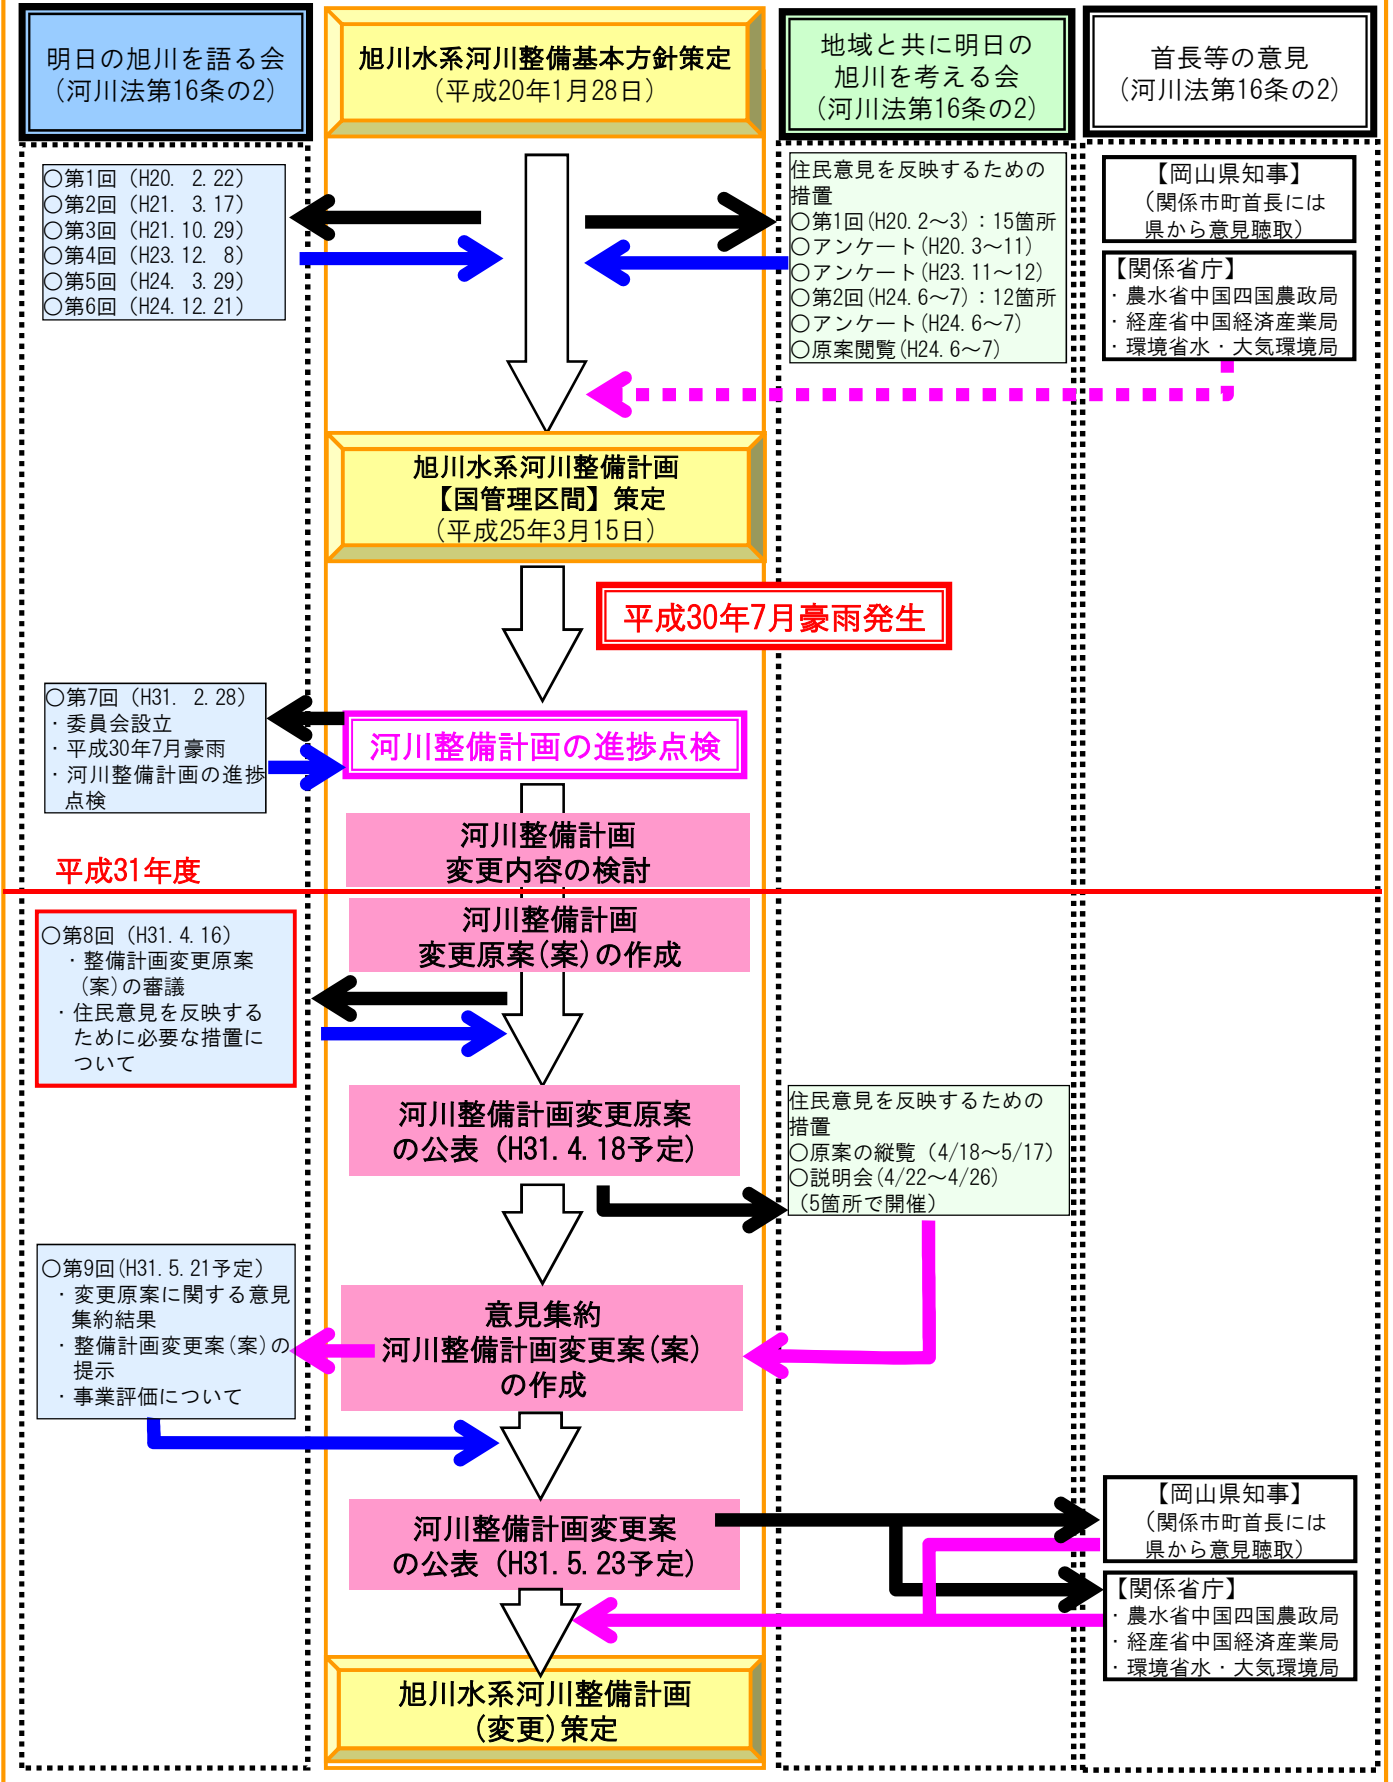 明日の旭川を語る会
(河川法第16条の2)
旭川水系河川整備基本方針策定
(平成20年1月28日)
地域と共に明日の
旭川を考える会
(河川法第16条の2)
首長等の意見
(河川法第16条の2)
○第1回 (H20. 2.22)
○第2回 (H21. 3.17)
○第3回 (H21.10.29)
○第4回 (H23.12. 8)
○第5回 (H24. 3.29)
○第6回 (H24.12.21)
住民意見を反映するための
措置
○第1回(H20.2～3)：15箇所
○アンケート(H20.3～11)
○アンケート(H23.11～12)
○第2回(H24.6～7)：12箇所
○アンケート(H24.6～7)
○原案閲覧(H24.6～7)
【岡山県知事】
(関係市町首長には
県から意見聴取)
【関係省庁】
・農水省中国四国農政局
・経産省中国経済産業局
・環境省水・大気環境局
旭川水系河川整備計画
【国管理区間】策定
(平成25年3月15日)
平成30年7月豪雨発生
○第7回 (H31. 2.28)
・委員会設立
・平成30年7月豪雨
・河川整備計画の進捗
点検
河川整備計画の進捗点検
河川整備計画
変更内容の検討
平成31年度
河川整備計画
変更原案(案)の作成
○第8回 (H31.4.16)
・整備計画変更原案
(案)の審議
・住民意見を反映する
ために必要な措置に
ついて
河川整備計画変更原案
の公表 (H31.4.18予定)
住民意見を反映するための
措置
○原案の縦覧 (4/18～5/17)
○説明会(4/22～4/26)
(5箇所で開催)
○第9回(H31.5.21予定)
・変更原案に関する意見
集約結果
・整備計画変更案(案)の
提示
・事業評価について
意見集約
河川整備計画変更案(案)
の作成
河川整備計画変更案
の公表 (H31.5.23予定)
【岡山県知事】
(関係市町首長には
県から意見聴取)
【関係省庁】
・農水省中国四国農政局
・経産省中国経済産業局
・環境省水・大気環境局
旭川水系河川整備計画
(変更)策定